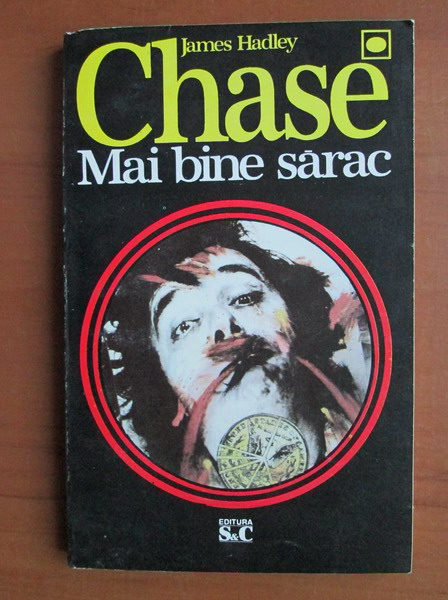 James Hadley
Chase
Mai bine sărac
EDITURA
S&C